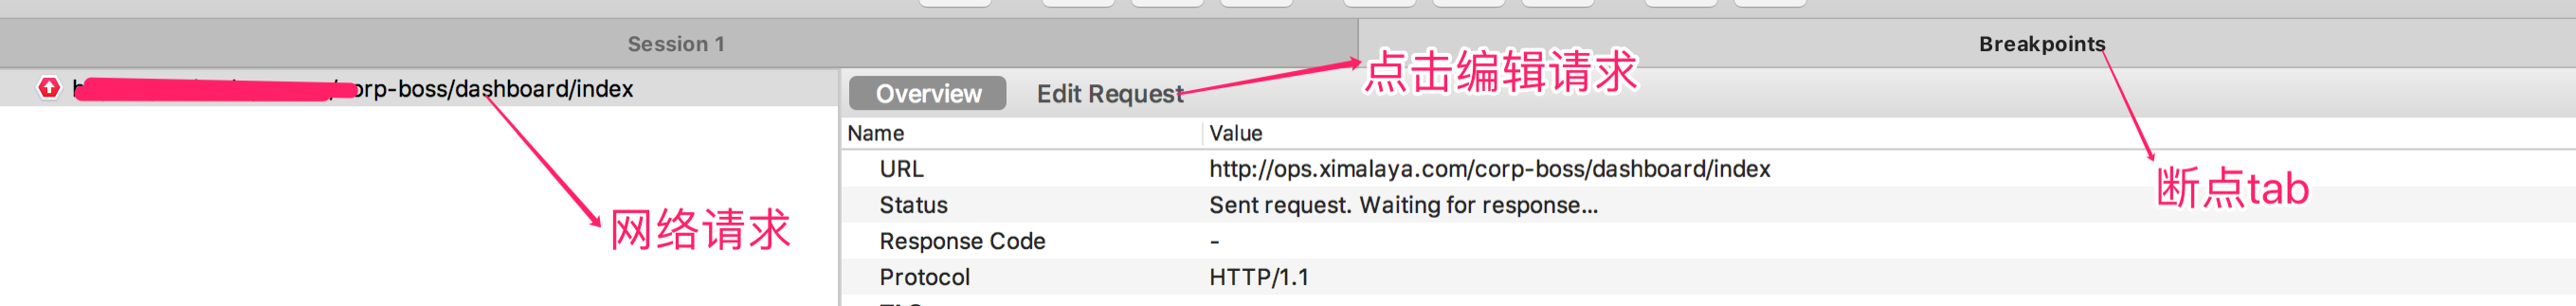 Session 1
Breakpoints
orp-boss/dashboard/index
Overview
Edit Request
点击编辑请求
Name
Value
URL
http://ops.ximalaya.com/corp-boss/dashboard/index
断点tab
Status
Sent request. Waiting for response...
网络请求
Response Code
-
Protocol
HTTP/1.1